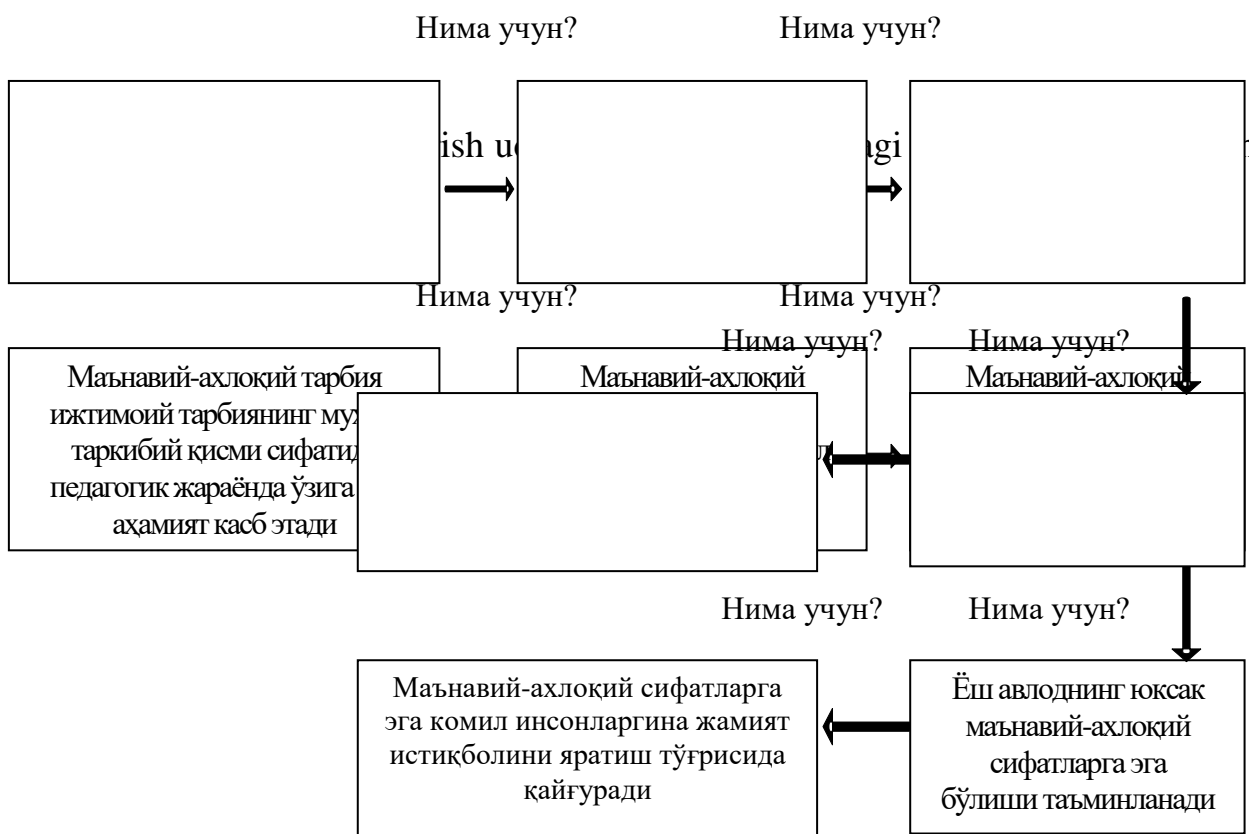 Нима учун? Нима учун?
ish agi
Нима учун? Нима учун?
Нима учун? Нима учун?
Маънавий-ахлоқий тарбия
ижтимоий тарбиянинг
таркибий қисми
педагогик жараёнда ўзига
аҳамият касб этади
Маънавий-ахлоқий
Маънавий-ахлоқий
Нима учун? Нима учун?
Маънавий-ахлоқий сифатларга
эга комил инсонларгина жамият
истиқболини яратиш тўғрисида
қайғуради
Ёш авлоднинг юксак
маънавий-ахлоқий
сифатларга эга
бўлиши таъминланади